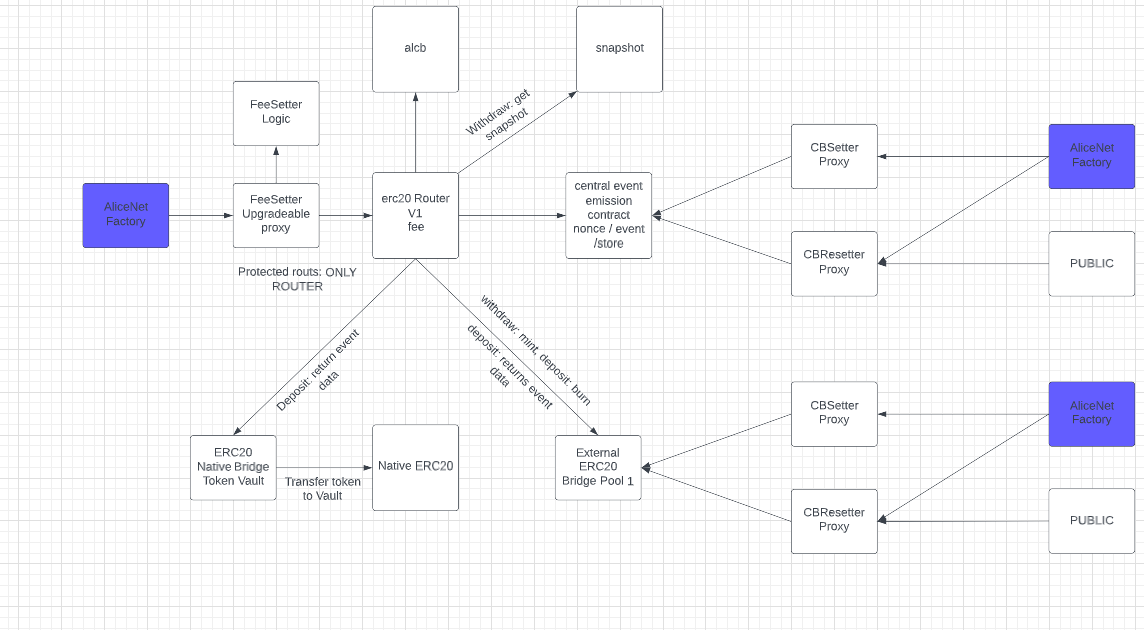 alcb
snapshot
FeeSetter
Logic
Withdraw: get
snapshot
CBSetter
Proxy
AliceNet
Factory
AliceNet
Factory
FeeSetter
Upgradeable
proxy
erc20 Router
V1
fee
central event
emission
contract
nonce / event
/store
CBResetter
Proxy
PUBLIC
Protected routs: ONLY
ROUTER
Deposit: return event
data
withdraw: mint, deposit: burn
deposit: returns event
data
CBSetter
Proxy
AliceNet
Factory
ERC20
Native Bridge
Token Vault
Transfer token
to Vault
Native ERC20
External
ERC20
Bridge Pool 1
CBResetter
Proxy
PUBLIC